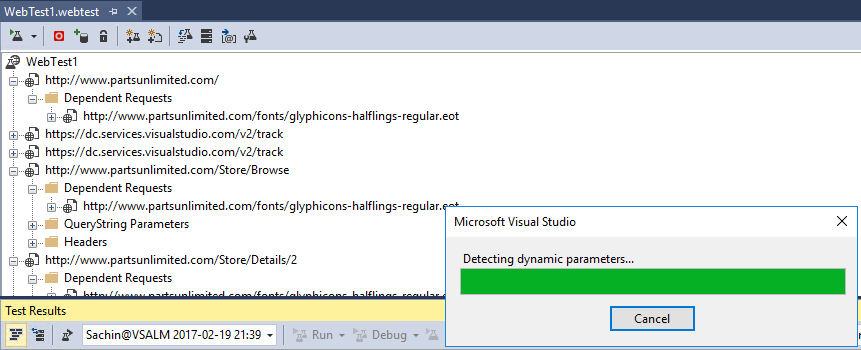 WebTest1.webtest
WebTest1
http://www.partsunlimited.com/
Dependent Requests
http://www.partsunlimited.com/fonts/glyphicons-halflings-regular.eot
https://dc.services.visualstudio.com/v2/track
https://dc.services.visualstudio.com/v2/track
http://www.partsunlimited.com/Store/Browse
Dependent Requests
http://www.partsunlimited.com/fonts/glyphicons-halflings-regular.eot
QueryString Parameters
Headers
http://www.partsunlimited.com/Store/Details/2
Dependent Requests
http://www.partsunlimited.com/fonts/glyphicons-halflings-regular
Microsoft Visual Studio
Detecting dynamic parameters...
Cancel
Test Results
Sachin@VSALM 2017-02-19 21:39
Run
Debug